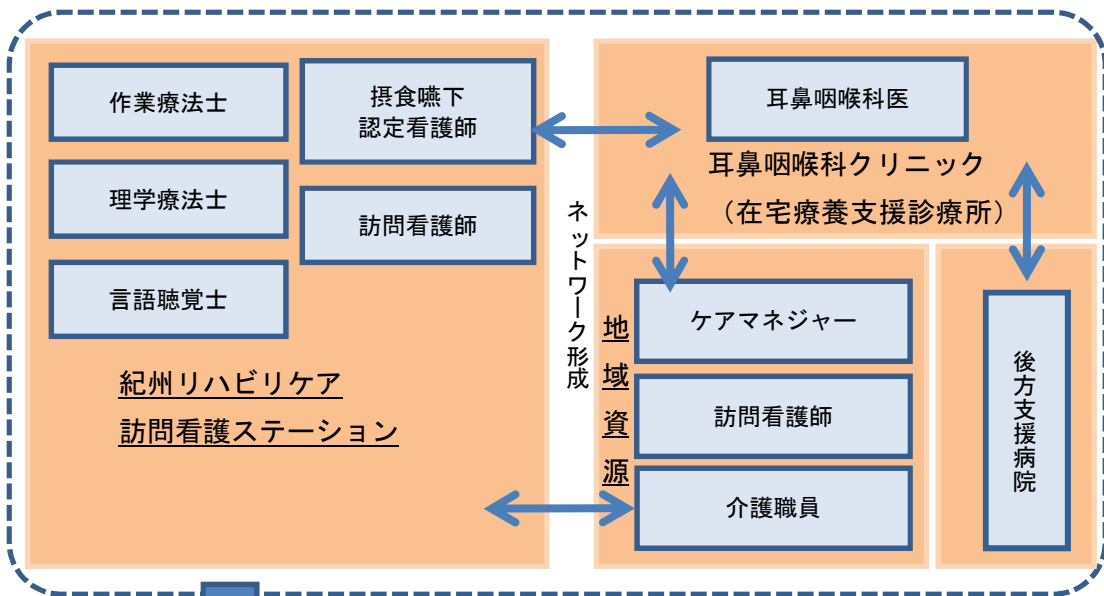 作業療法士
理学療法士
言語聴覚士
摂食嚥下
認定看護師
訪問看護師
紀州リハビリケア
訪問看護ステーション
ネットワーク形成
耳鼻咽喉科医
耳鼻咽喉科クリニック
（在宅療養支援診療所）
地域資源
ケアマネジャー
訪問看護師
介護職員
後方支援病院